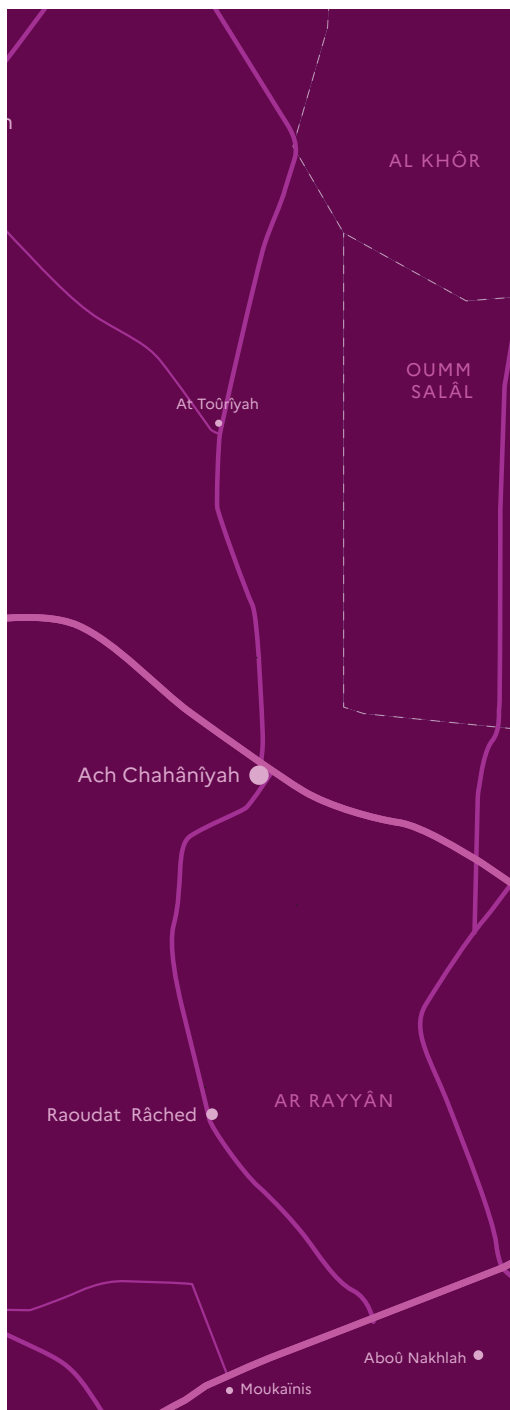 AL KHÔR
OUMM
SALÂL
At Toûrîyah
Ach Chahânîyah
AR RAYYÂN
Raoudat Râched
Aboû Nakhlah
Moukaïnis